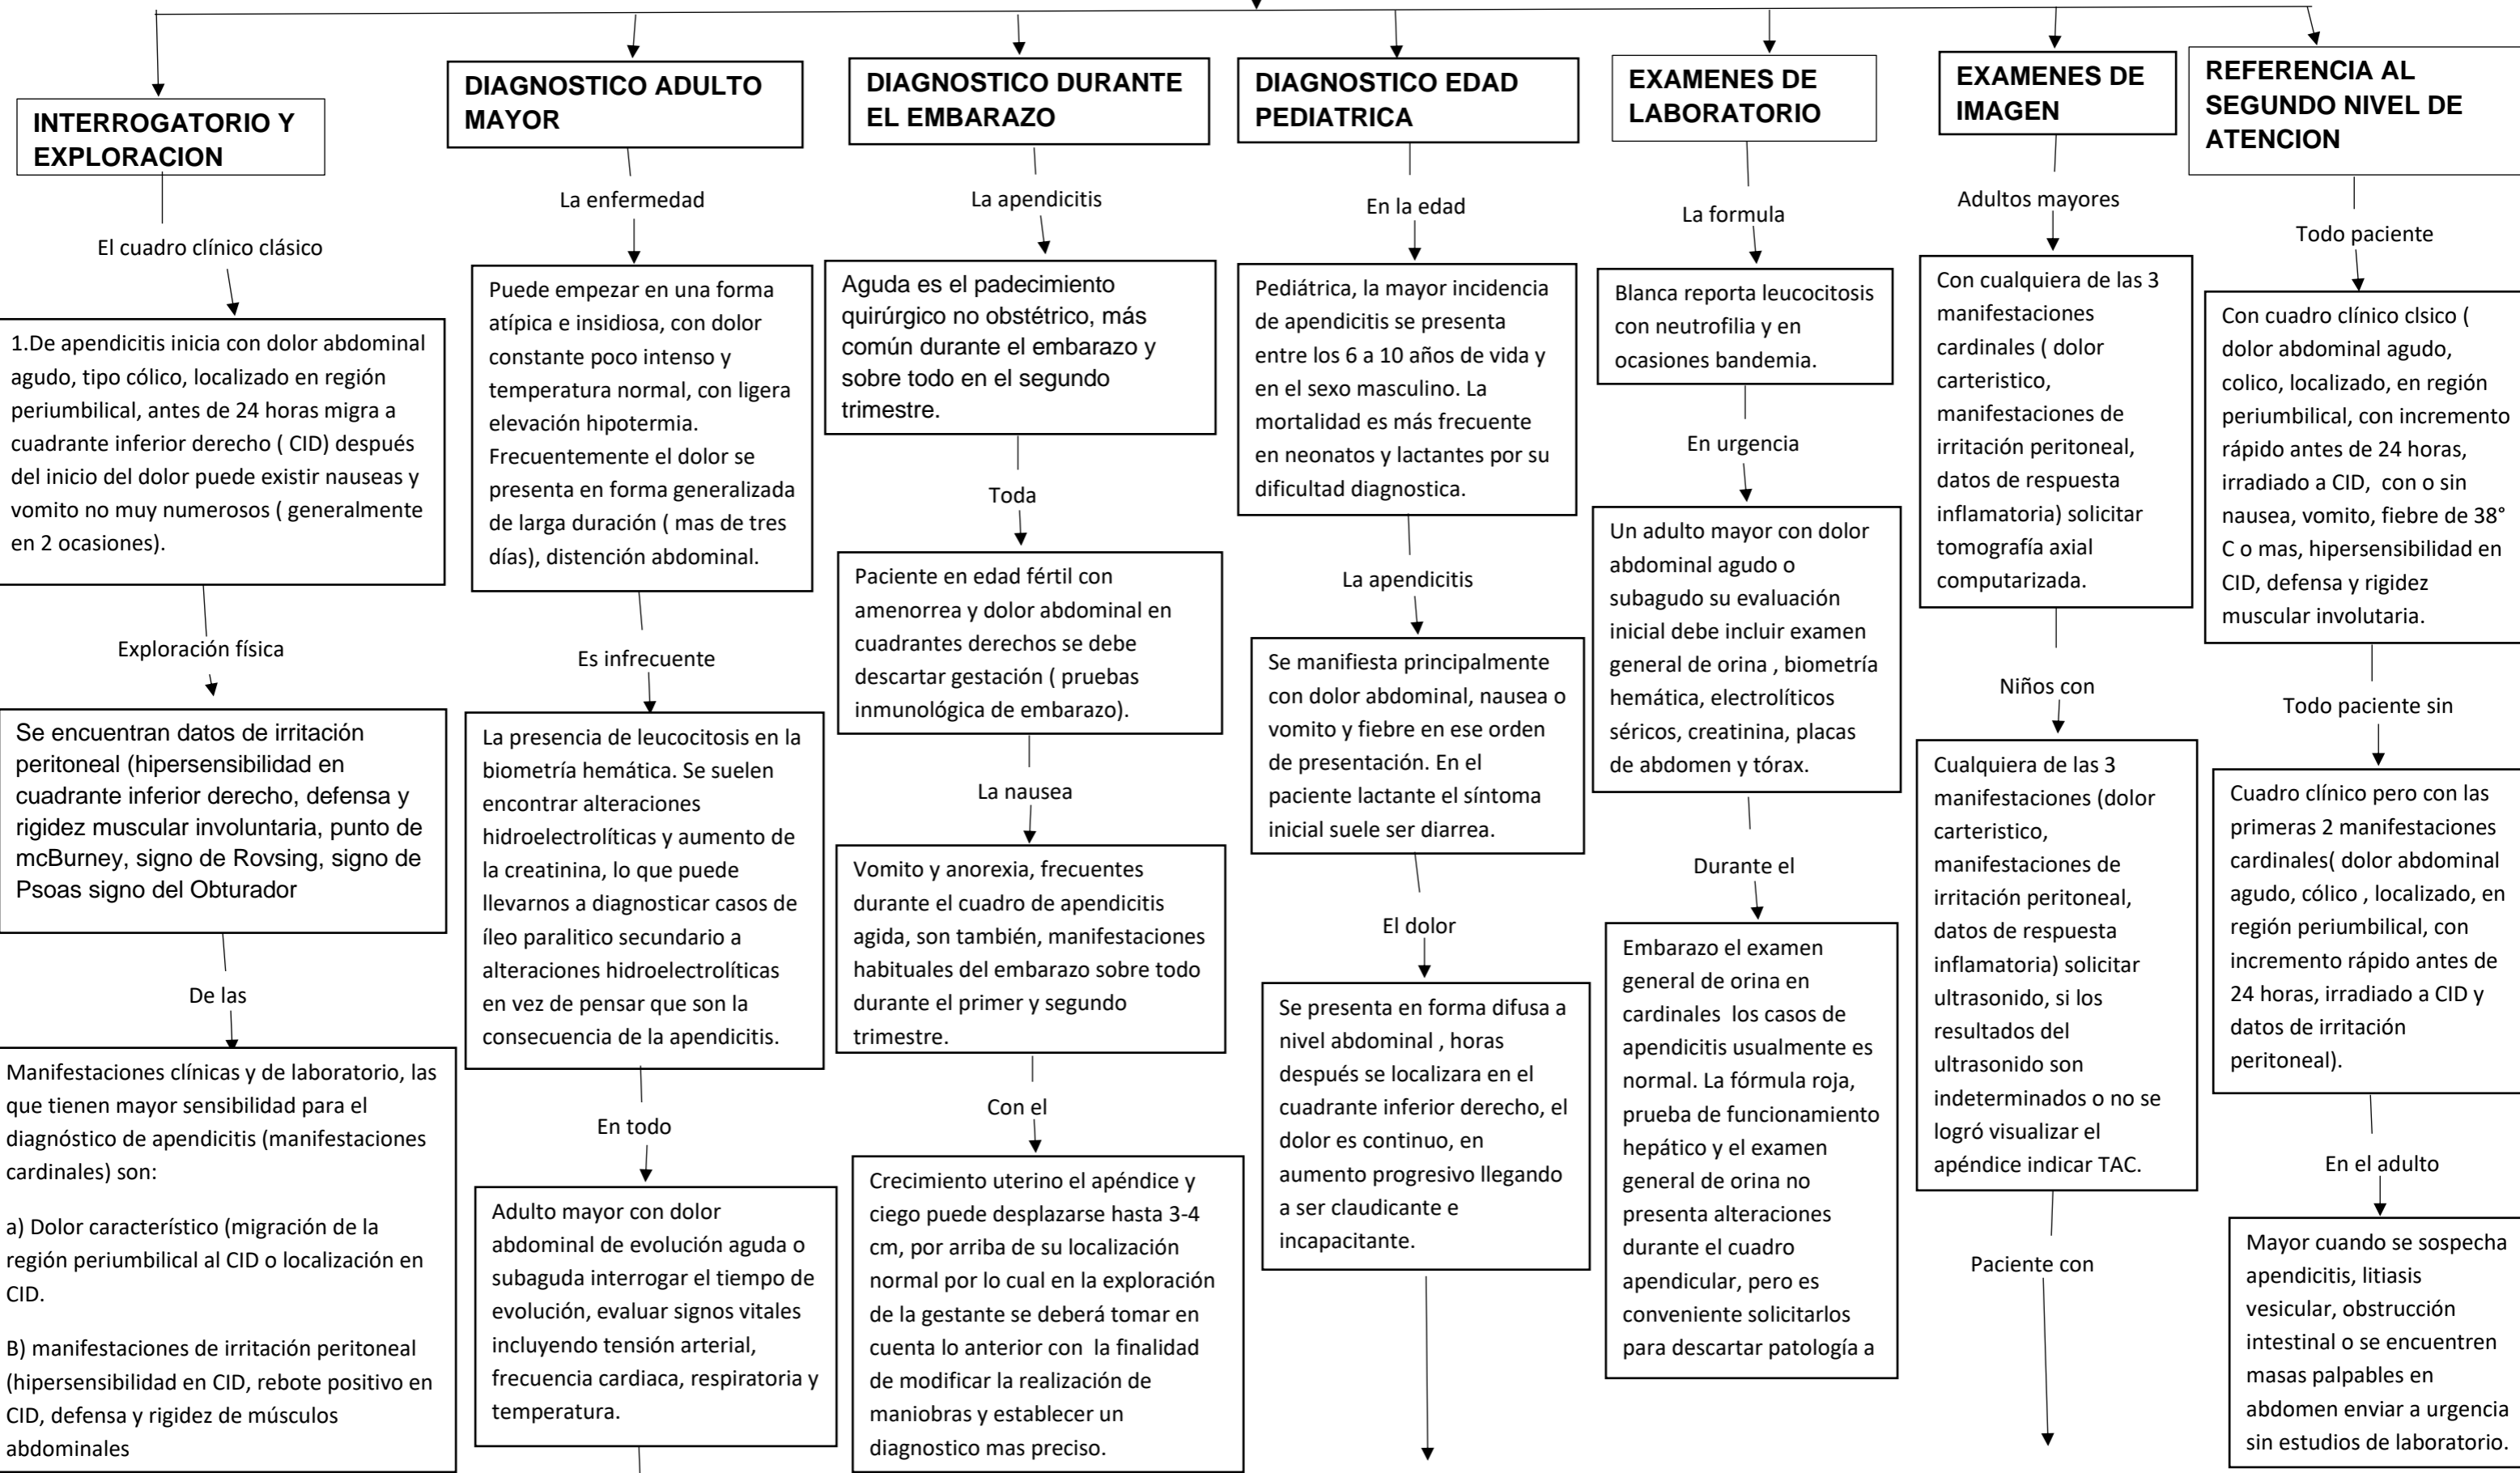 INTERROGATORIO Y
EXPLORACION
El cuadro clínico clásico
1.De apendicitis inicia con dolor abdominal
agudo, tipo cólico, localizado en región
periumbilical, antes de 24 horas migra a
cuadrante inferior derecho ( CID) después
del inicio del dolor puede existir nauseas y
vomito no muy numerosos ( generalmente
en 2 ocasiones).
Exploración física
Se encuentran datos de irritación
peritoneal (hipersensibilidad en
cuadrante inferior derecho, defensa y
rigidez muscular involuntaria, punto de
mcBurney, signo de Rovsing, signo de
Psoas signo del Obturador
De las
Manifestaciones clínicas y de laboratorio, las
que tienen mayor sensibilidad para el
diagnóstico de apendicitis (manifestaciones
cardinales) son:
a) Dolor característico (migración de la
región periumbilical al CID o localización en
CID.
B) manifestaciones de irritación peritoneal
(hipersensibilidad en CID, rebote positivo en
CID, defensa y rigidez de músculos
abdominales
DIAGNOSTICO ADULTO
MAYOR
La enfermedad
Puede empezar en una forma
atípica e insidiosa, con dolor
constante poco intenso y
temperatura normal, con ligera
elevación hipotermia.
Frecuentemente el dolor se
presenta en forma generalizada
de larga duración ( mas de tres
días), distención abdominal.
Es infrecuente
La presencia de leucocitosis en la
biometría hemática. Se suelen
encontrar alteraciones
hidroelectrolíticas y aumento de
la creatinina, lo que puede
llevarnos a diagnosticar casos de
íleo paralitico secundario a
alteraciones hidroelectrolíticas
en vez de pensar que son la
consecuencia de la apendicitis.
En todo
Adulto mayor con dolor
abdominal de evolución aguda o
subaguda interrogar el tiempo de
evolución, evaluar signos vitales
incluyendo tensión arterial,
frecuencia cardiaca, respiratoria y
temperatura.
DIAGNOSTICO DURANTE
EL EMBARAZO
La apendicitis
Aguda es el padecimiento
quirúrgico no obstétrico, más
común durante el embarazo y
sobre todo en el segundo
trimestre.
Toda
Paciente en edad fértil con
amenorrea y dolor abdominal en
cuadrantes derechos se debe
descartar gestación ( pruebas
inmunológica de embarazo).
La nausea
Vomito y anorexia, frecuentes
durante el cuadro de apendicitis
agida, son también, manifestaciones
habituales del embarazo sobre todo
durante el primer y segundo
trimestre.
Con el
Crecimiento uterino el apéndice y
ciego puede desplazarse hasta 3-4
cm, por arriba de su localización
normal por lo cual en la exploración
de la gestante se deberá tomar en
cuenta lo anterior con la finalidad
de modificar la realización de
maniobras y establecer un
diagnostico mas preciso.
DIAGNOSTICO EDAD
PEDIATRICA
En la edad
Pediátrica, la mayor incidencia
de apendicitis se presenta
entre los 6 a 10 años de vida y
en el sexo masculino. La
mortalidad es más frecuente
en neonatos y lactantes por su
dificultad diagnostica.
La apendicitis
Se manifiesta principalmente
con dolor abdominal, nausea o
vomito y fiebre en ese orden
de presentación. En el
paciente lactante el síntoma
inicial suele ser diarrea.
El dolor
Se presenta en forma difusa a
nivel abdominal , horas
después se localizara en el
cuadrante inferior derecho, el
dolor es continuo, en
aumento progresivo llegando
a ser claudicante e
incapacitante.
EXAMENES DE
LABORATORIO
La formula
Blanca reporta leucocitosis
con neutrofilia y en
ocasiones bandemia.
En urgencia
Un adulto mayor con dolor
abdominal agudo o
subagudo su evaluación
inicial debe incluir examen
general de orina , biometría
hemática, electrolíticos
séricos, creatinina, placas
de abdomen y tórax.
Durante el
Embarazo el examen
general de orina en
cardinales los casos de
apendicitis usualmente es
normal. La fórmula roja,
prueba de funcionamiento
hepático y el examen
general de orina no
presenta alteraciones
durante el cuadro
apendicular, pero es
conveniente solicitarlos
para descartar patología a
EXAMENES DE
IMAGEN
Adultos mayores
Con cualquiera de las 3
manifestaciones
cardinales ( dolor
carteristico,
manifestaciones de
irritación peritoneal,
datos de respuesta
inflamatoria) solicitar
tomografía axial
computarizada.
Niños con
Cualquiera de las 3
manifestaciones (dolor
carteristico,
manifestaciones de
irritación peritoneal,
datos de respuesta
inflamatoria) solicitar
ultrasonido, si los
resultados del
ultrasonido son
indeterminados o no se
logró visualizar el
apéndice indicar TAC.
Paciente con
REFERENCIA AL
SEGUNDO NIVEL DE
ATENCION
Todo paciente
Con cuadro clínico clsico (
dolor abdominal agudo,
colico, localizado, en región
periumbilical, con incremento
rápido antes de 24 horas,
irradiado a CID, con o sin
nausea, vomito, fiebre de 38°
C o mas, hipersensibilidad en
CID, defensa y rigidez
muscular involutaria.
Todo paciente sin
Cuadro clínico pero con las
primeras 2 manifestaciones
cardinales( dolor abdominal
agudo, cólico , localizado, en
región periumbilical, con
incremento rápido antes de
24 horas, irradiado a CID y
datos de irritación
peritoneal).
En el adulto
Mayor cuando se sospecha
apendicitis, litiasis
vesicular, obstrucción
intestinal o se encuentren
masas palpables en
abdomen enviar a urgencia
sin estudios de laboratorio.